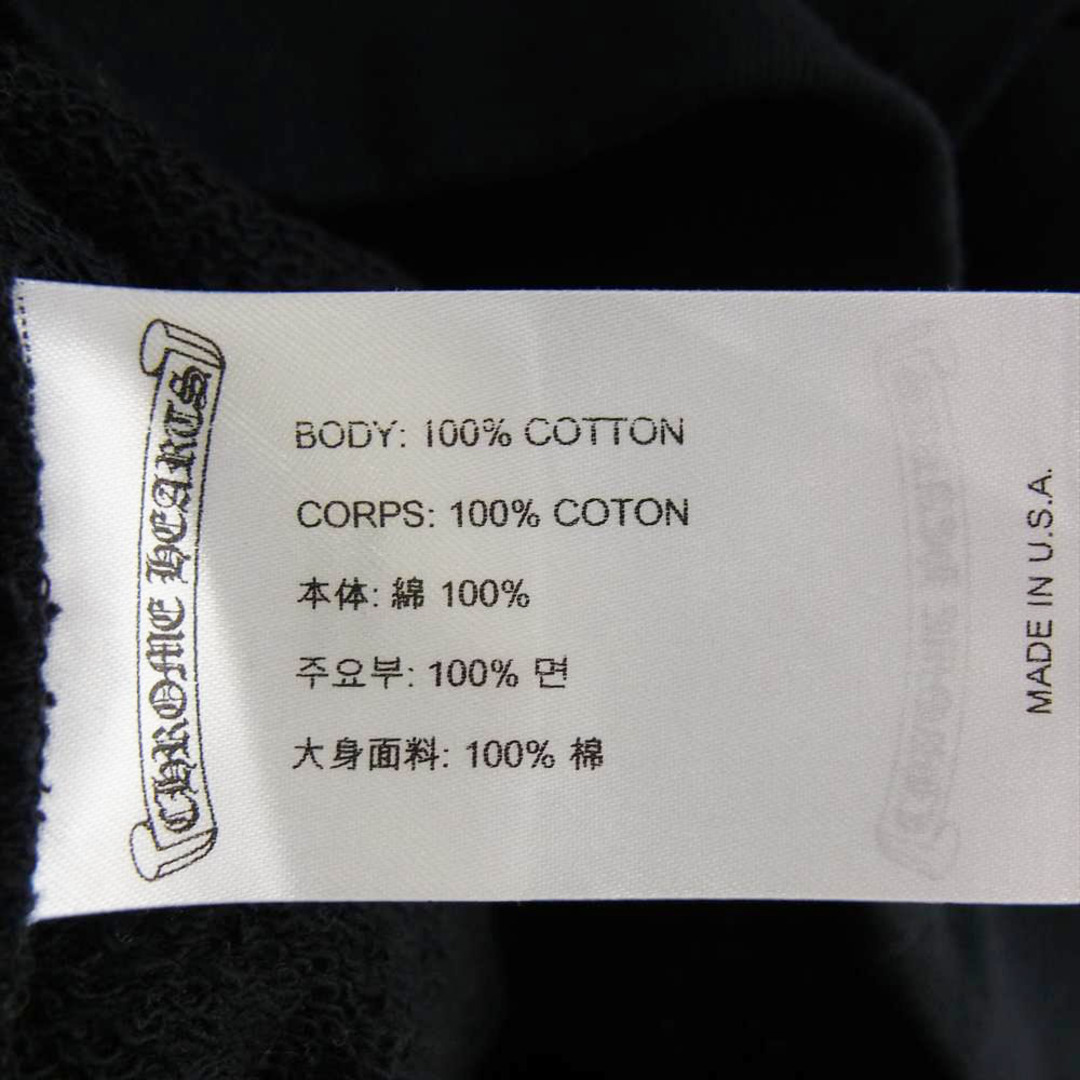 CHROME HEARTS
BODY: 100% COTTON
CORPS: 100% COTON
本体: 綿 100%
주요부: 100% 면
大身面料: 100% 棉
MADE IN U.S.A.